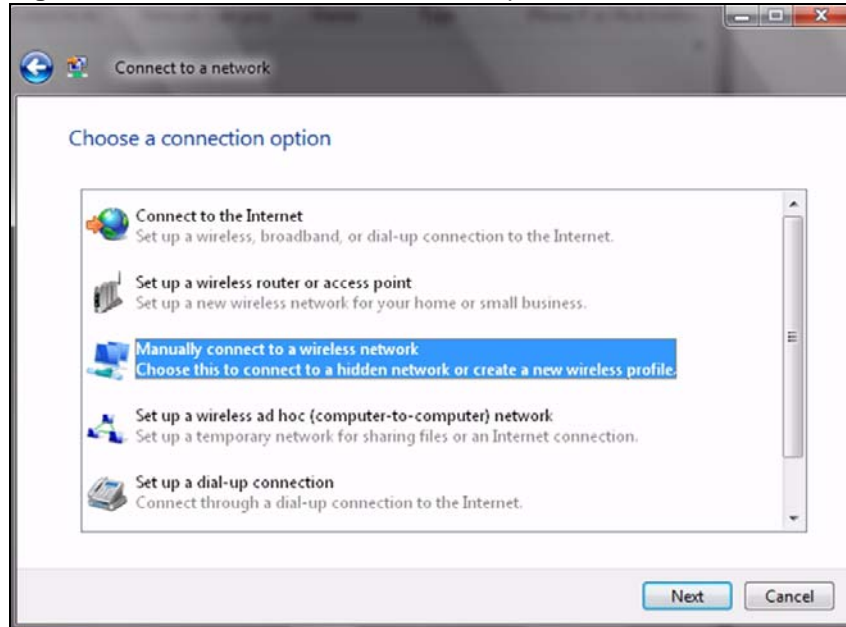 Connect to a network
Choose a connection option
Connect to the Internet
Set up a wireless, broadband, or dial-up connection to the Internet.
Set up a wireless router or access point
Set up a new wireless network for your home or small business.
Manually connect to a wireless network
Choose this to connect to a hidden network or create a new wireless profile.
Set up a wireless ad hoc (computer-to-computer) network
Set up a temporary network for sharing files or an Internet connection.
Set up a dial-up connection
Connect through a dial-up connection to the Internet.
Next Cancel